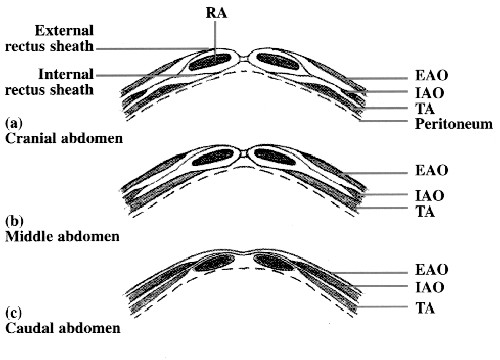 RA
External
rectus sheath
Internal
rectus sheath
EAO
IAO
TA
Peritoneum
(a)
Cranial abdomen
EAO
IAO
TA
(b)
Middle abdomen
EAO
IAO
TA
(c)
Caudal abdomen